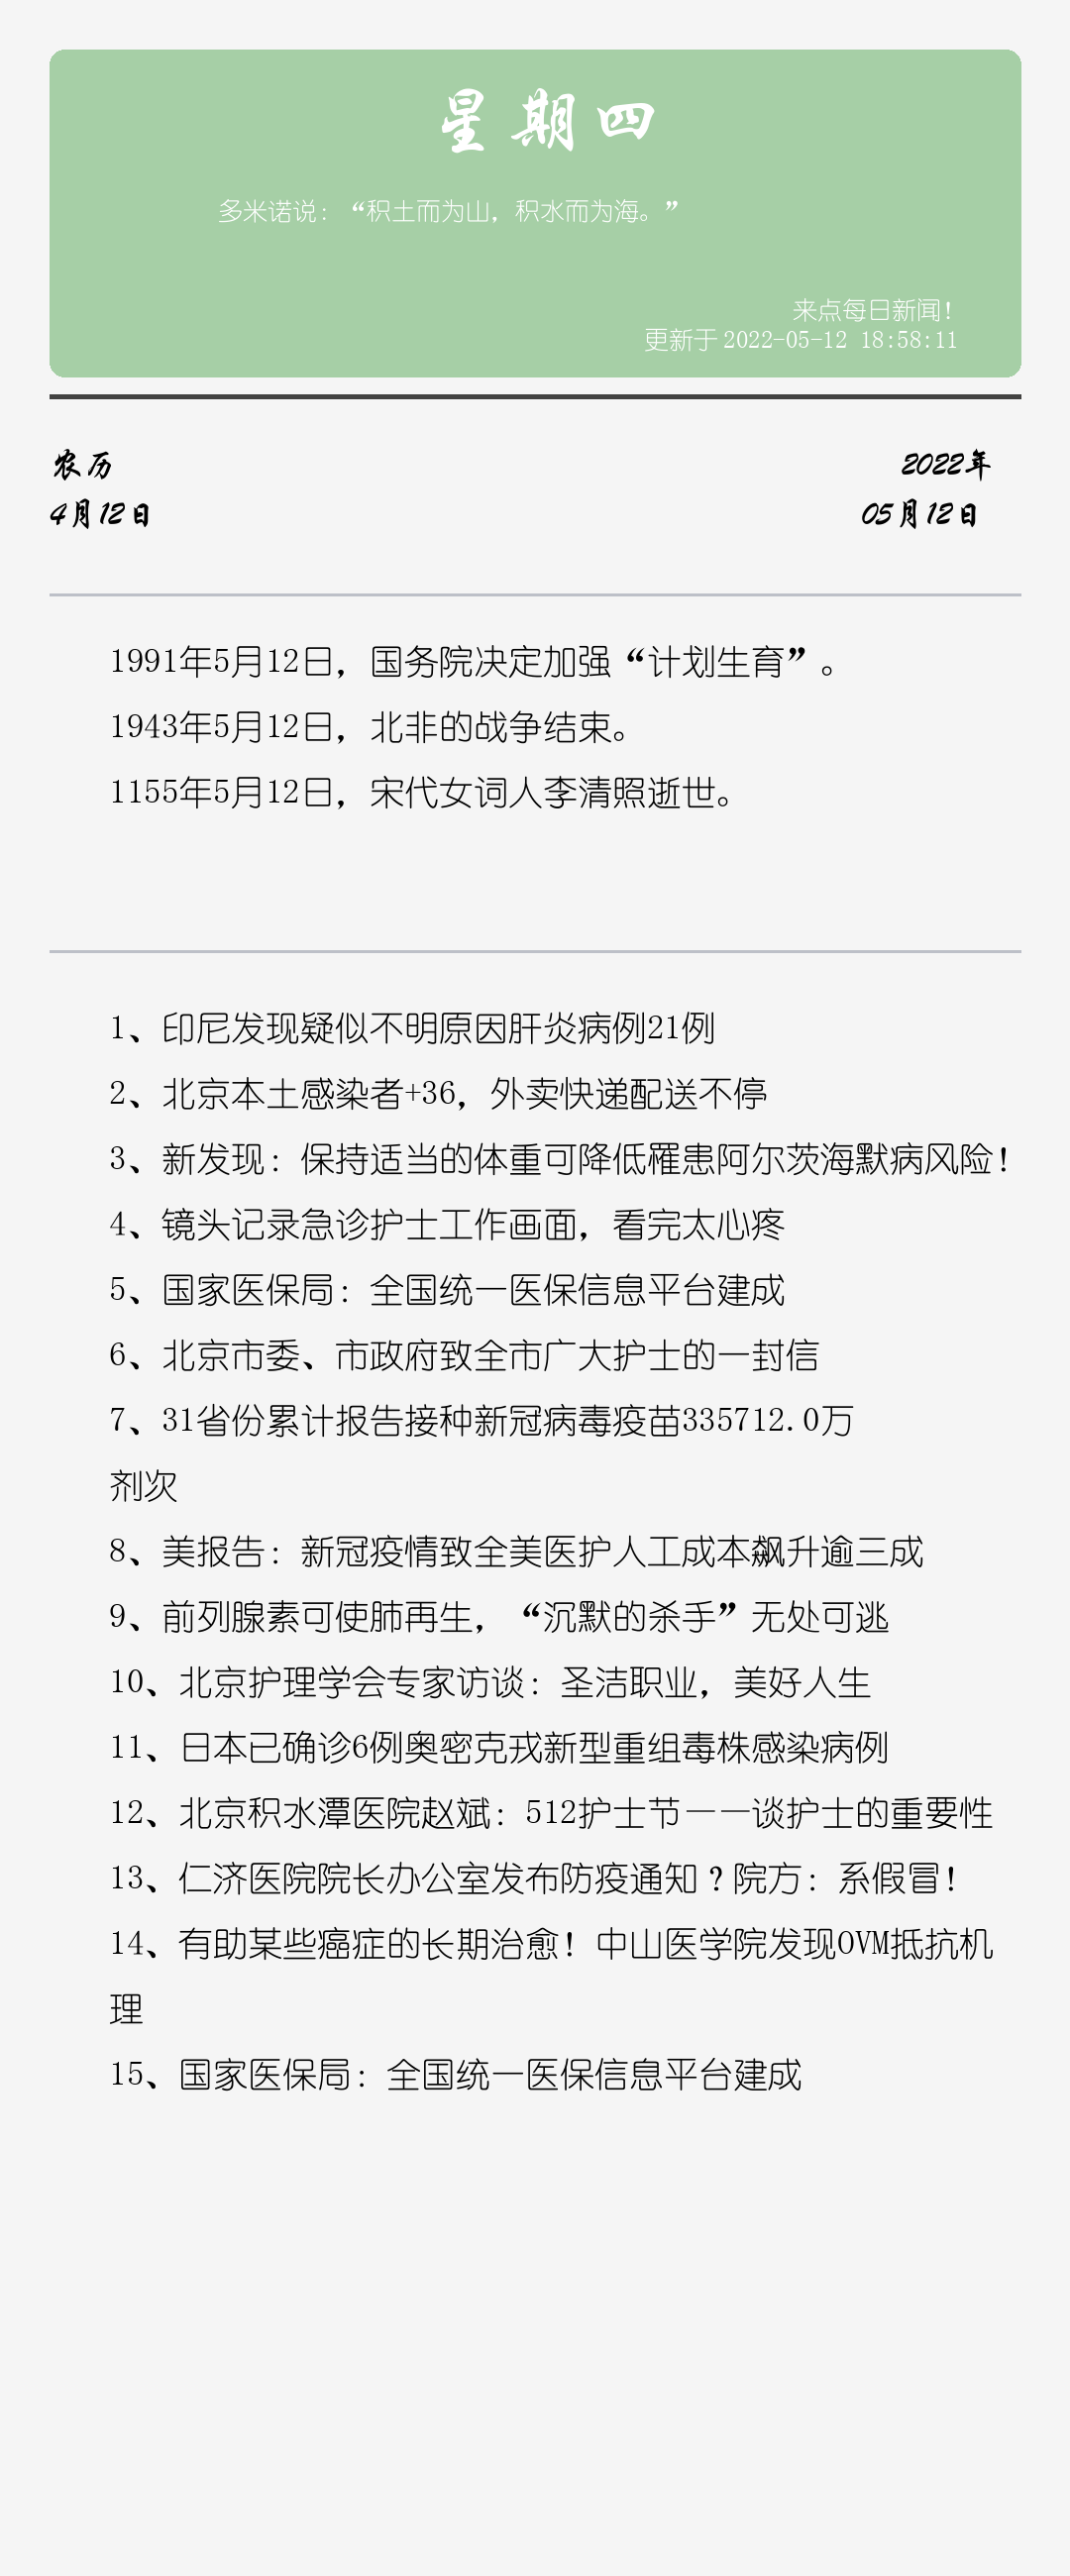 星期四
多米诺说：“积土而为山，积水而为海。”
来点每日新闻！
更新于 2022-05-12 18:58:11
农历
4月12日
2022年
05月12日
1991年5月12日，国务院决定加强“计划生育”。
1943年5月12日，北非的战争结束。
1155年5月12日，宋代女词人李清照逝世。
1、印尼发现疑似不明原因肝炎病例21例
2、北京本土感染者+36，外卖快递配送不停
3、新发现：保持适当的体重可降低罹患阿尔茨海默病风险！
4、镜头记录急诊护士工作画面，看完太心疼
5、国家医保局：全国统一医保信息平台建成
6、北京市委、市政府致全市广大护士的一封信
7、31省份累计报告接种新冠病毒疫苗335712.0万
剂次
8、美报告：新冠疫情致全美医护人工成本飙升逾三成
9、前列腺素可使肺再生，“沉默的杀手”无处可逃
10、北京护理学会专家访谈：圣洁职业，美好人生
11、日本已确诊6例奥密克戎新型重组毒株感染病例
12、北京积水潭医院赵斌：512护士节——谈护士的重要性
13、仁济医院院长办公室发布防疫通知？院方：系假冒！
14、有助某些癌症的长期治愈！中山医学院发现OVM抵抗机
理
15、国家医保局：全国统一医保信息平台建成